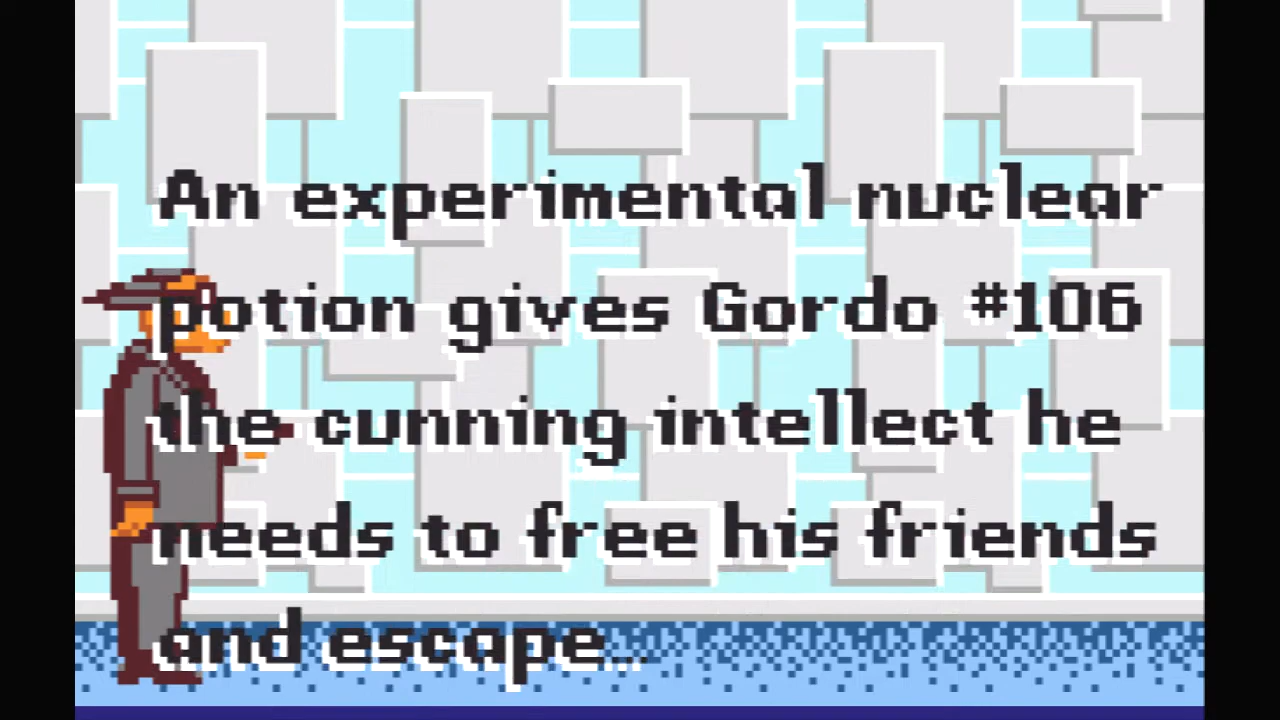 An experimental nuclear
potion gives Gordo #106
the cunning intellect he
needs to free his friends
and escape...